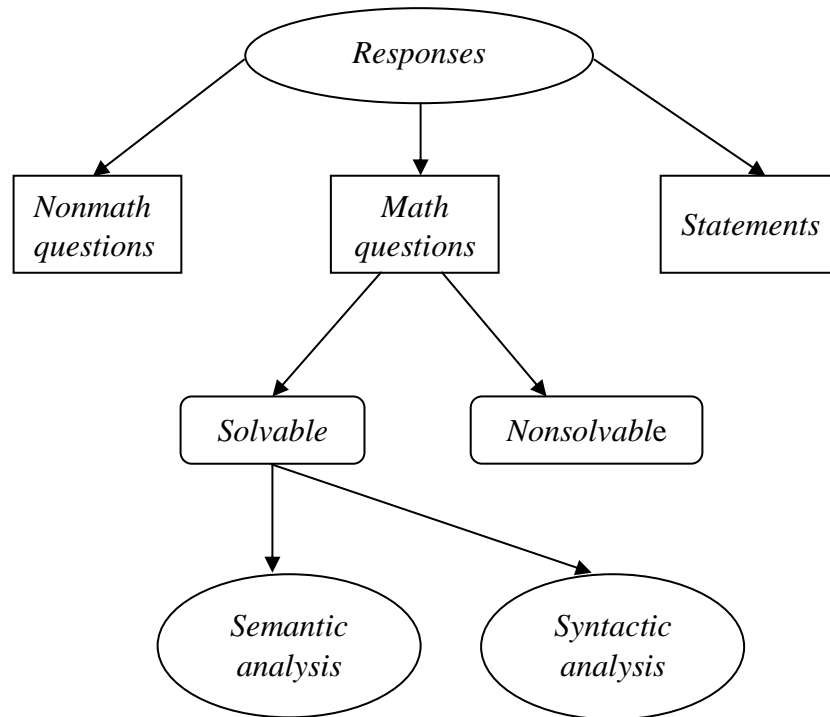 Responses
Nonmath
questions
Math
questions
Statements
Solvable
Nonsolvable
Semantic
analysis
Syntactic
analysis